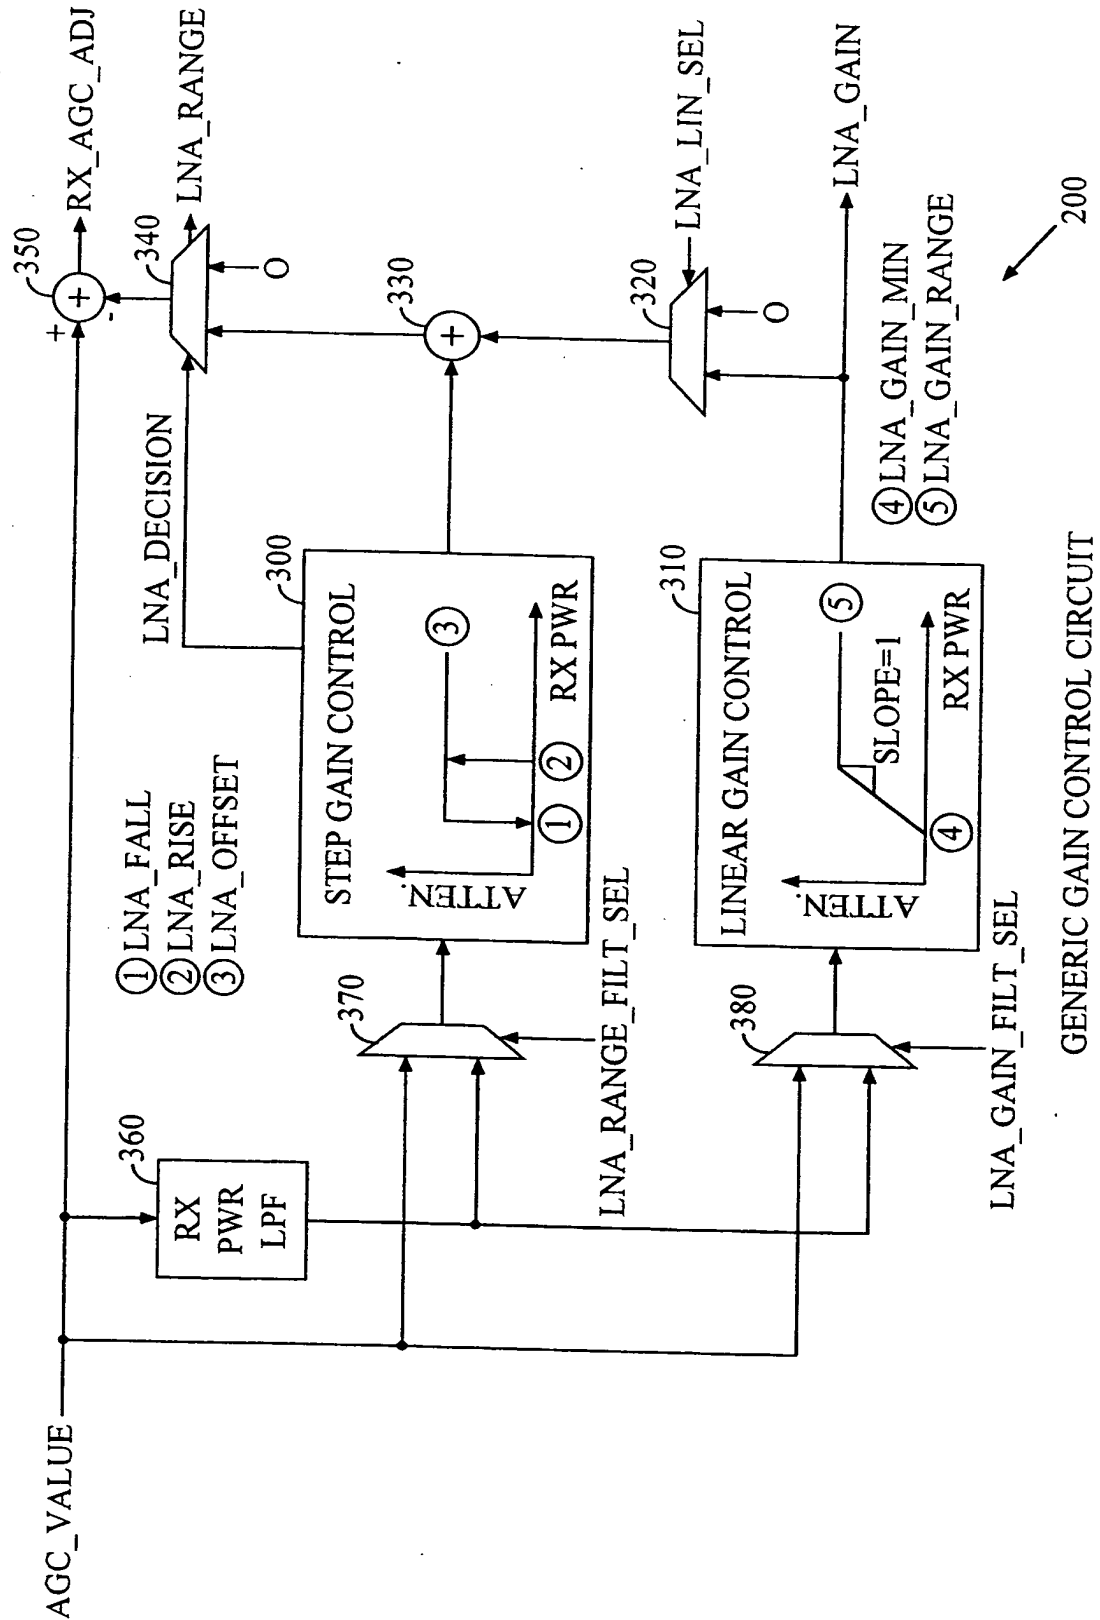 AGC_VALUE
360
RX
PWR
LPF
① LNA_FALL
② LNA_RISE
③ LNA_OFFSET
LNA_DECISION
350
+
+
-
RX_AGC_ADJ
340
LNA_RANGE
O
370
LNA_RANGE_FILT_SEL
300
STEP GAIN CONTROL
ATTEN.
③
①
②
RX PWR
330
+
380
LNA_GAIN_FILT_SEL
310
LINEAR GAIN CONTROL
ATTEN.
⑤
SLOPE=1
④
RX PWR
320
LNA_LIN_SEL
O
LNA_GAIN
④ LNA_GAIN_MIN
⑤ LNA_GAIN_RANGE
200
GENERIC GAIN CONTROL CIRCUIT